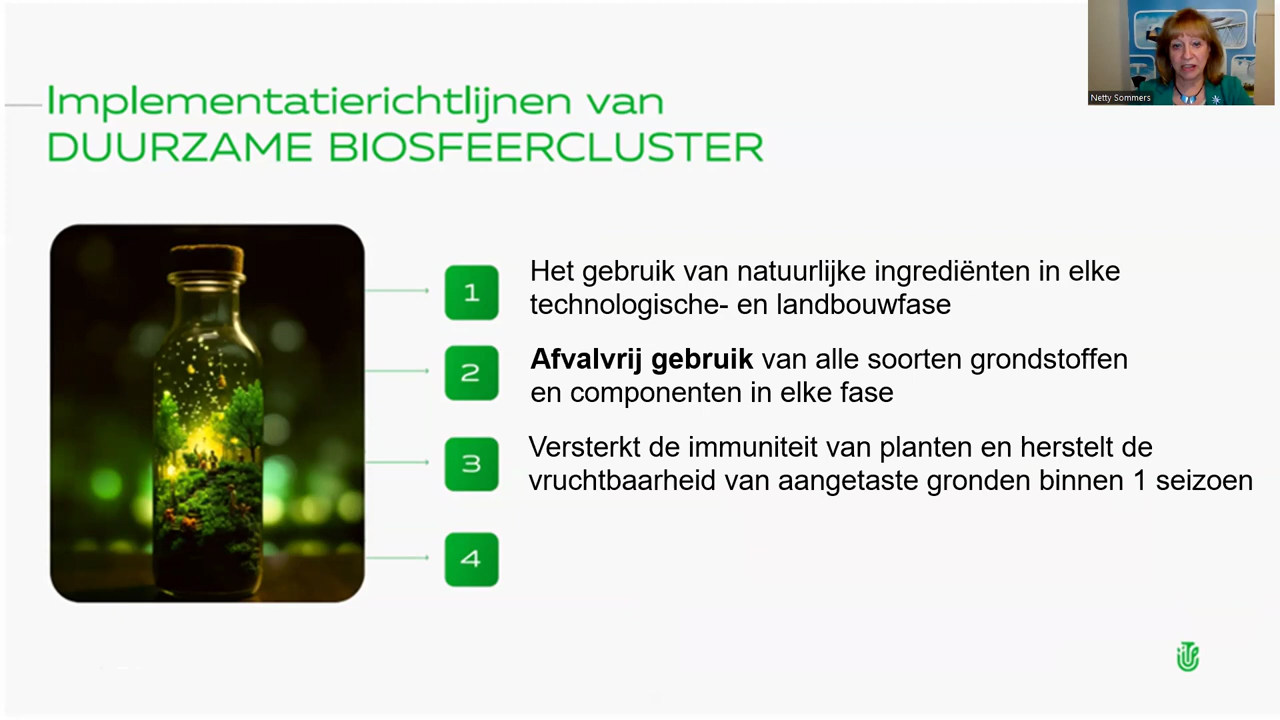 Implementatierichtlijnen van
DUURZAME BIOSFEERCLUSTER
Netty Sommers
1
Het gebruik van natuurlijke ingrediënten in elke
technologische- en landbouwfase
2
Afvalvrij gebruik van alle soorten grondstoffen
en componenten in elke fase
3
Versterkt de immuniteit van planten en herstelt de
vruchtbaarheid van aangetaste gronden binnen 1 seizoen
4